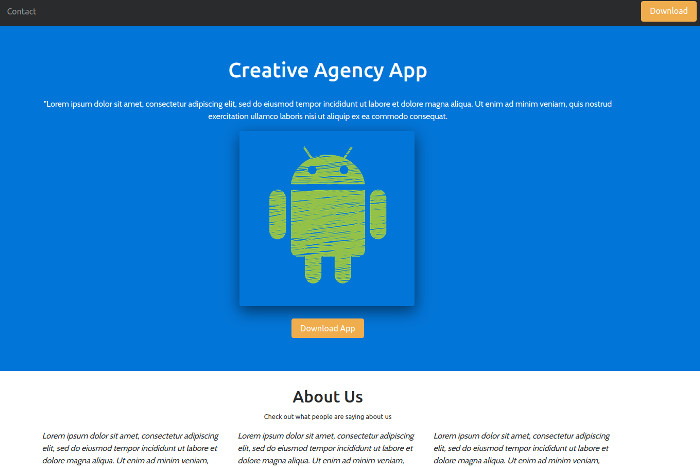 Contact
Download
Creative Agency App
"Lorem ipsum dolor sit amet, consectetur adipiscing elit, sed do eiusmod tempor incididunt ut labore et dolore magna aliqua. Ut enim ad minim veniam, quis nostrud
exercitation ullamco laboris nisi ut aliquip ex ea commodo consequat.
Download App
About Us
Check out what people are saying about us
Lorem ipsum dolor sit amet, consectetur adipiscing
elit, sed do eiusmod tempor incididunt ut labore et
dolore magna aliqua. Ut enim ad minim veniam,
Lorem ipsum dolor sit amet, consectetur adipiscing
elit, sed do eiusmod tempor incididunt ut labore et
dolore magna aliqua. Ut enim ad minim veniam,
Lorem ipsum dolor sit amet, consectetur adipiscing
elit, sed do eiusmod tempor incididunt ut labore et
dolore magna aliqua. Ut enim ad minim veniam,